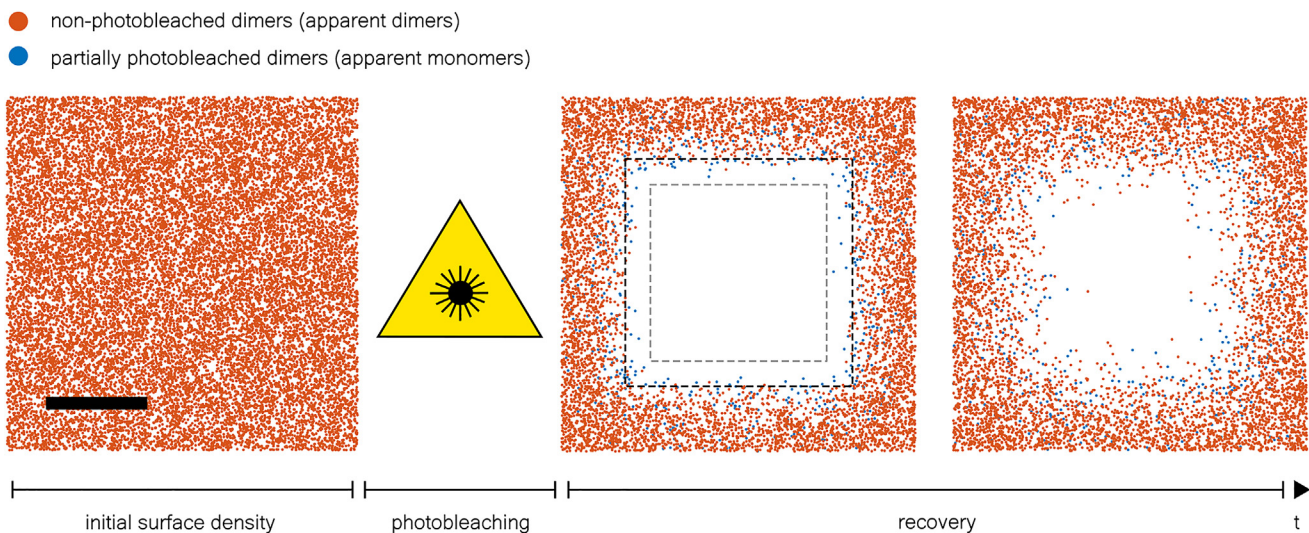 non-photobleached dimers (apparent dimers)
partially photobleached dimers (apparent monomers)
initial surface density
photobleaching
recovery
t